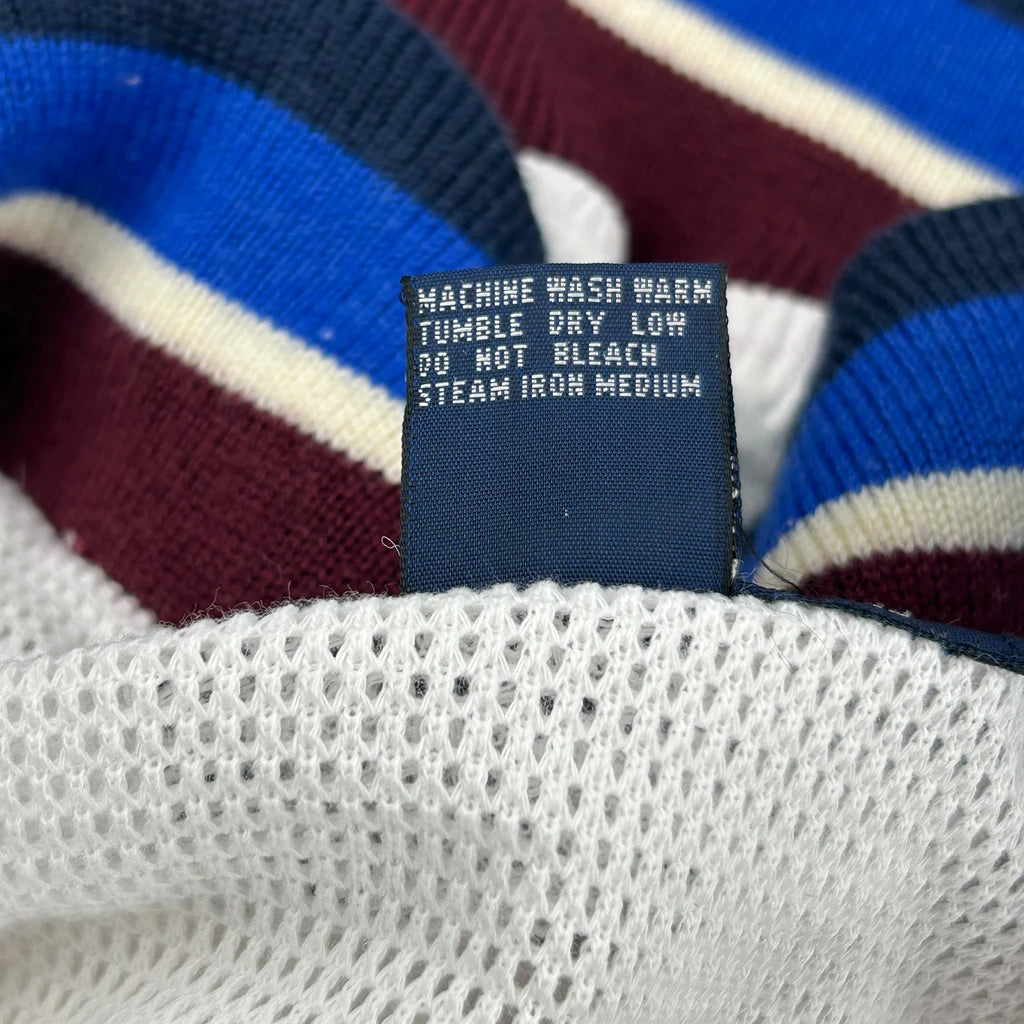 MACHINE WASH WARM
TUMBLE DRY LOW
DO NOT BLEACH
STEAM IRON MEDIUM